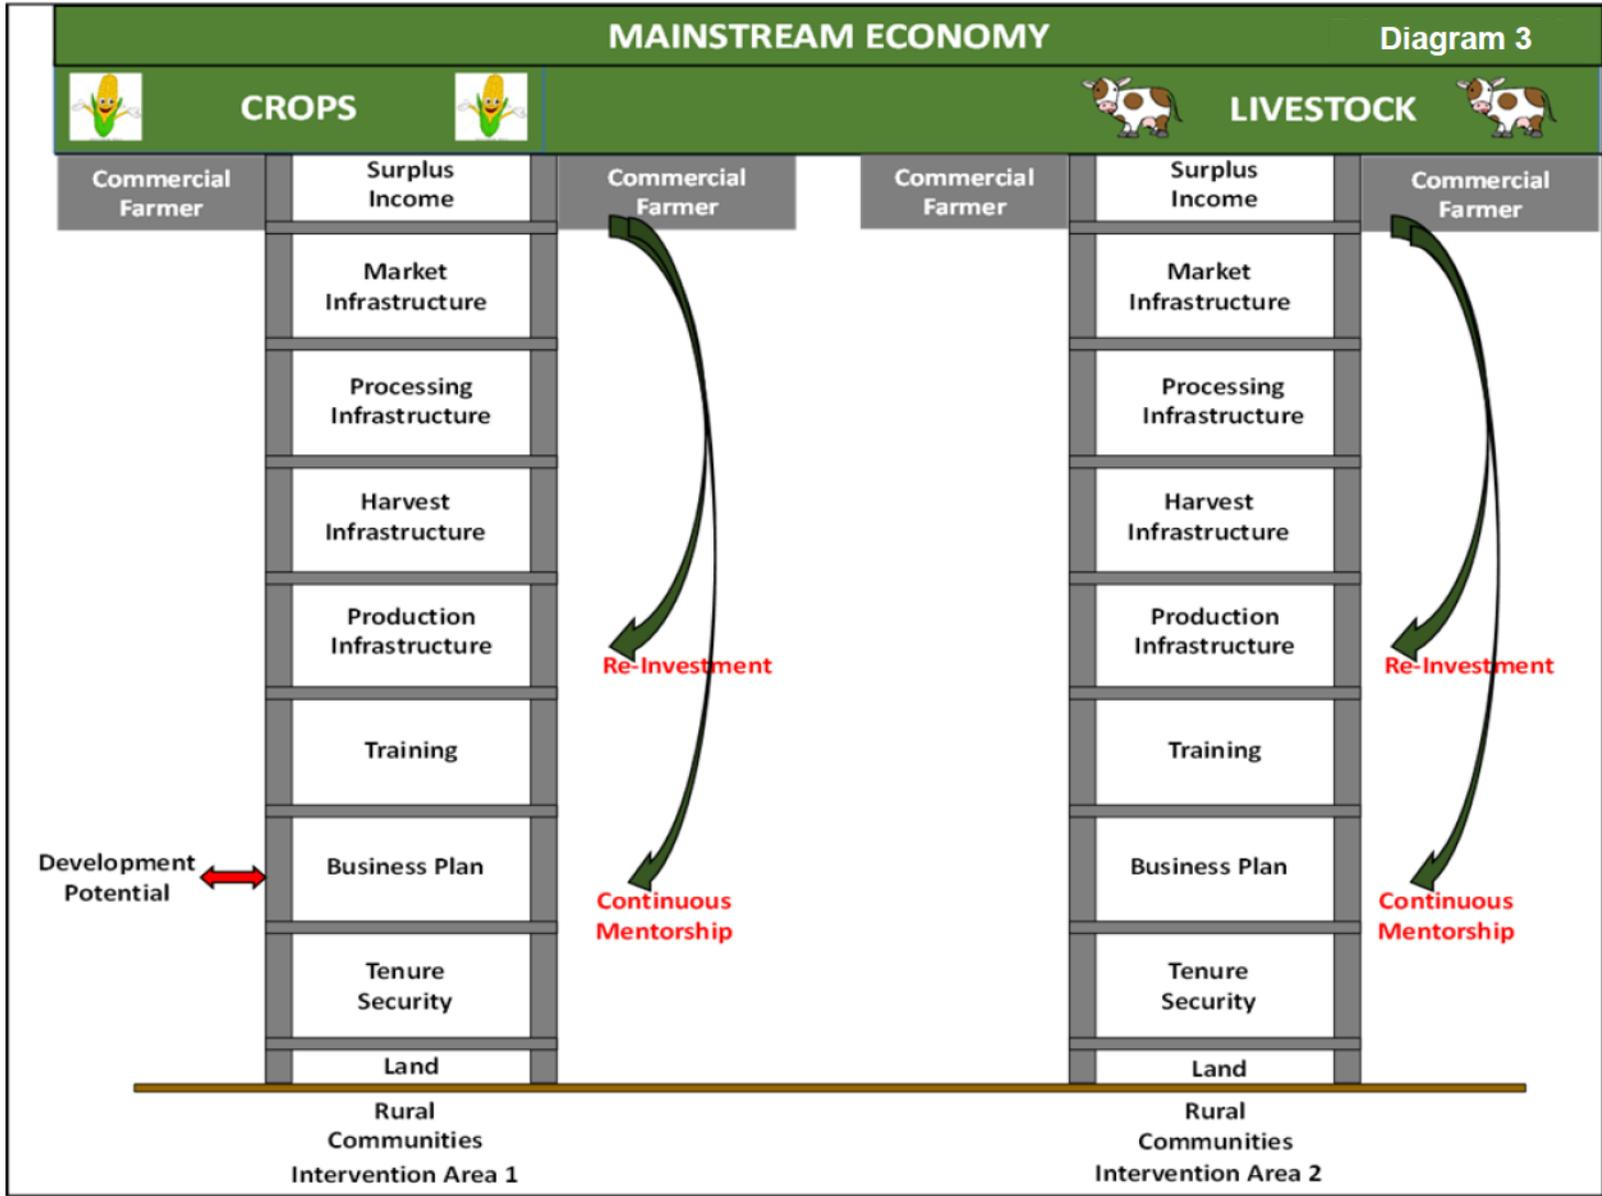 MAINSTREAM ECONOMY
Diagram 3
CROPS
LIVESTOCK
Commercial
Farmer
Surplus
Income
Commercial
Farmer
Market
Infrastructure
Processing
Infrastructure
Harvest
Infrastructure
Production
Infrastructure
Re-Investment
Training
Development
Potential
Business Plan
Continuous
Mentorship
Tenure
Security
Land
Rural
Communities
Intervention Area 1
Commercial
Farmer
Surplus
Income
Commercial
Farmer
Market
Infrastructure
Processing
Infrastructure
Harvest
Infrastructure
Production
Infrastructure
Re-Investment
Training
Business Plan
Continuous
Mentorship
Tenure
Security
Land
Rural
Communities
Intervention Area 2